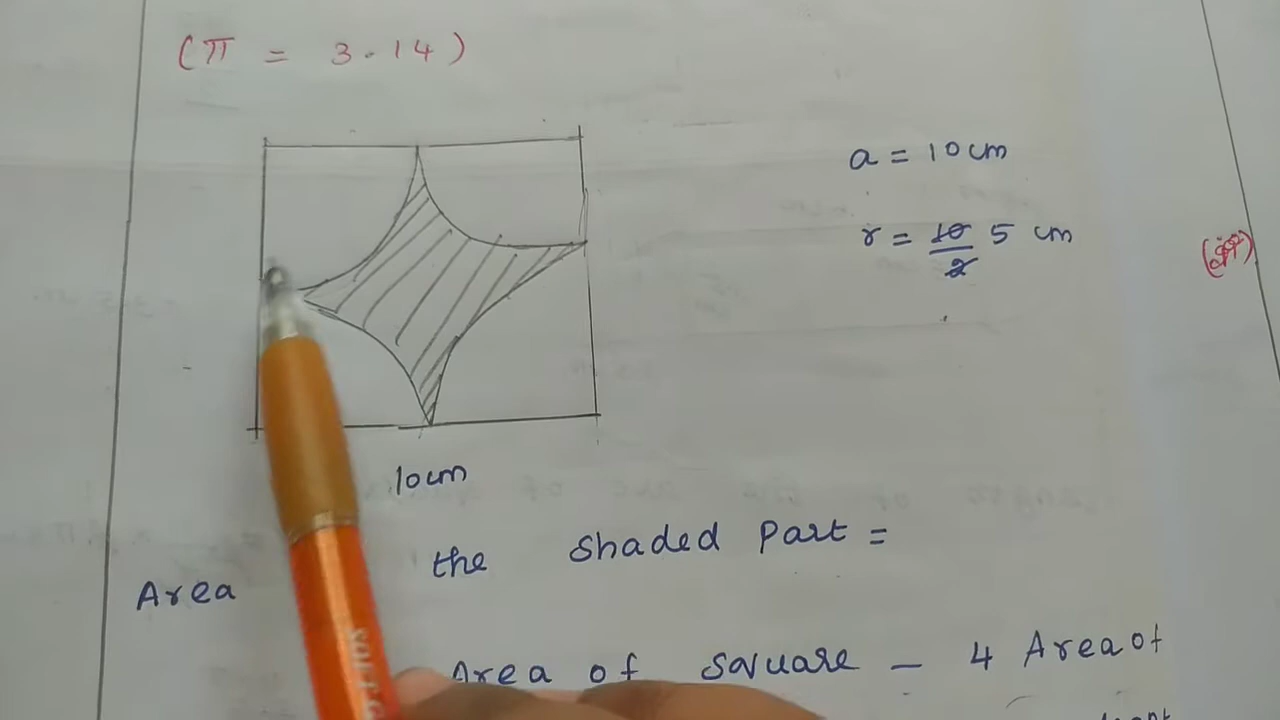 (π = 3.14)
a = 10 cm
r = 10/2 5 cm
10cm
Area the shaded Part =
Area of square - 4 Area of